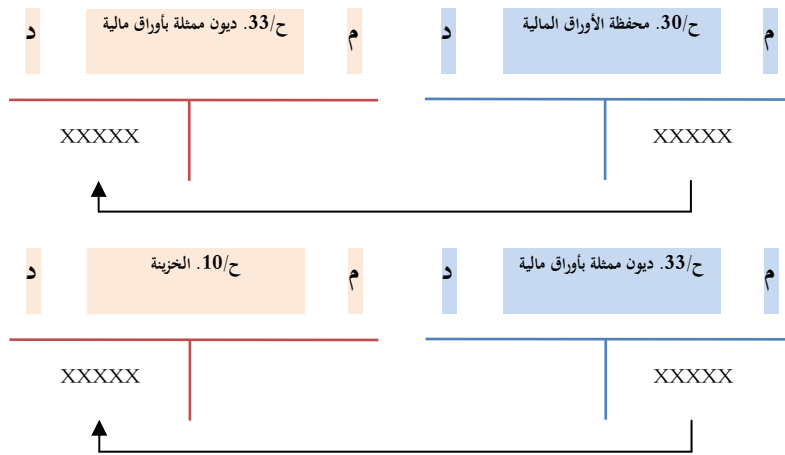 م ح/30. محفظة الأوراق المالية د
م ح/33. ديون ممثلة بأوراق مالية د
XXXXX
XXXXX
م ح/33. ديون ممثلة بأوراق مالية د
م ح/10. الخزينة د
XXXXX
XXXXX